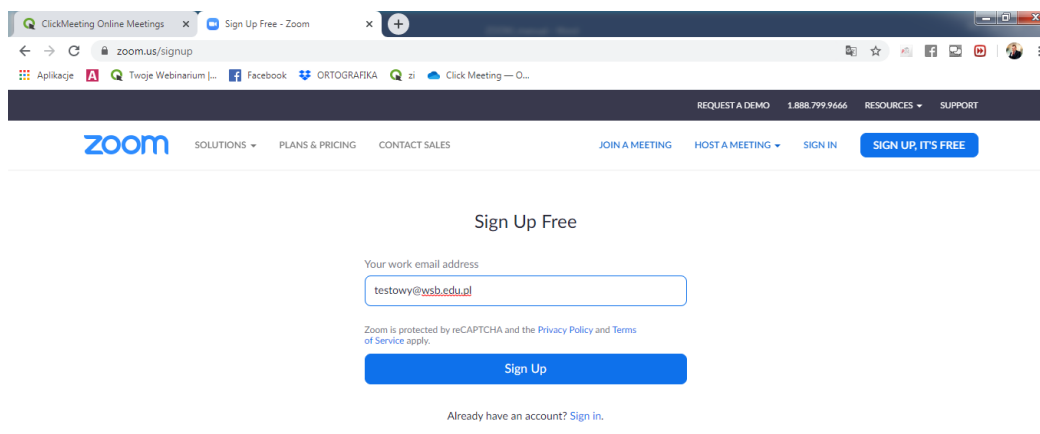 ClickMeeting Online Meetings
Sign Up Free - Zoom
zoom.us/signup
Aplikacje
Twoje Webinarium |...
Facebook
ORTOGRAFIKA
zi
Click Meeting — O...
REQUEST A DEMO 1.888.799.9666 RESOURCES SUPPORT
zoom SOLUTIONS PLANS & PRICING CONTACT SALES JOIN A MEETING HOST A MEETING SIGN IN SIGN UP, IT'S FREE
Sign Up Free
Your work email address
testowy@wsb.edu.pl
Zoom is protected by reCAPTCHA and the Privacy Policy and Terms
of Service apply.
Sign Up
Already have an account? Sign in.